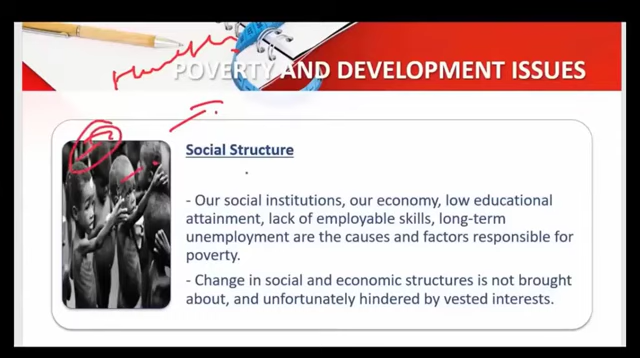 POVERTY AND DEVELOPMENT ISSUES
Social Structure
- Our social institutions, our economy, low educational
attainment, lack of employable skills, long-term
unemployment are the causes and factors responsible for
poverty.
- Change in social and economic structures is not brought
about, and unfortunately hindered by vested interests.